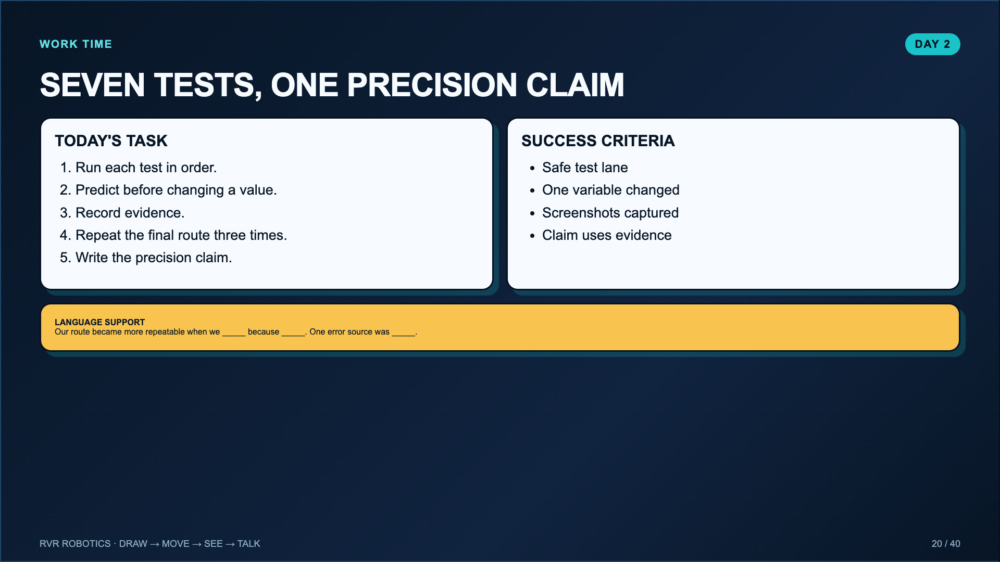 WORK TIME
DAY 2
SEVEN TESTS, ONE PRECISION CLAIM
TODAY'S TASK
1. Run each test in order.
2. Predict before changing a value.
3. Record evidence.
4. Repeat the final route three times.
5. Write the precision claim.
SUCCESS CRITERIA
• Safe test lane
• One variable changed
• Screenshots captured
• Claim uses evidence
LANGUAGE SUPPORT
Our route became more repeatable when we _____ because _____. One error source was _____.
RVR ROBOTICS · DRAW → MOVE → SEE → TALK
20 / 40